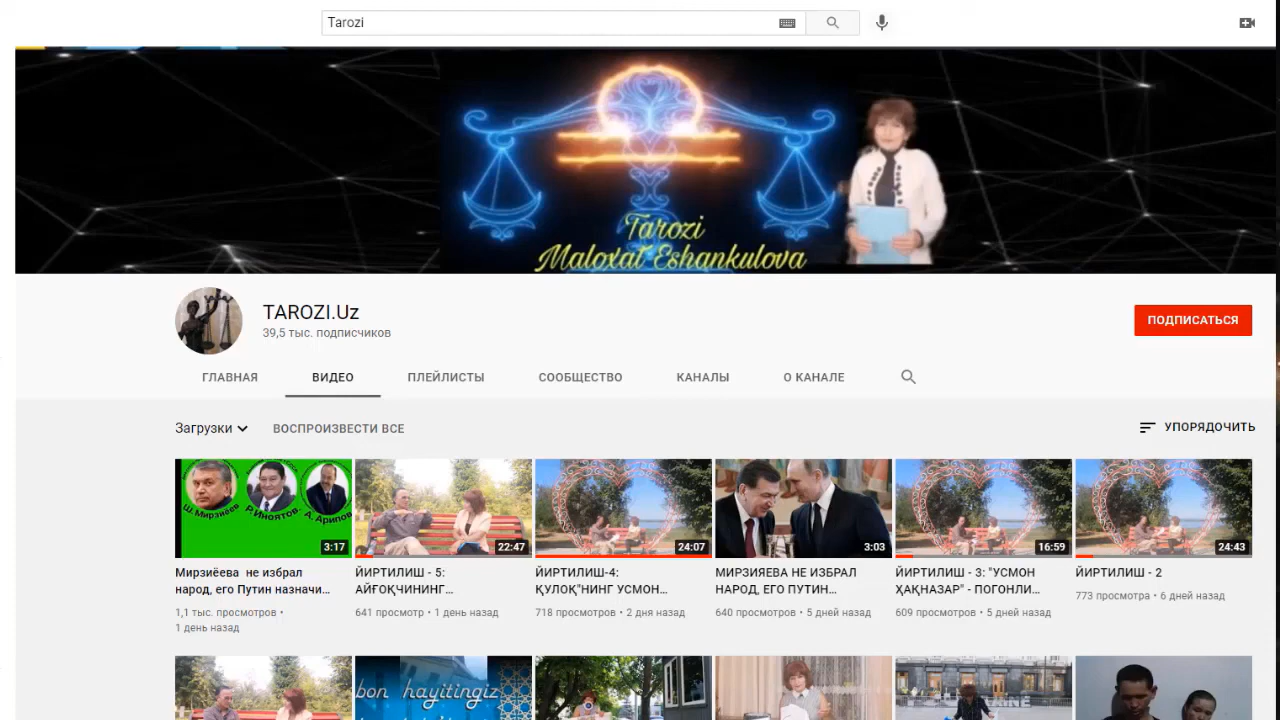 Tarozi
Tarozi
Maloxat Eshankulova
TAROZI.Uz
39,5 тыс. подписчиков
ПОДПИСАТЬСЯ
ГЛАВНАЯ
ВИДЕО
ПЛЕЙЛИСТЫ
СООБЩЕСТВО
КАНАЛЫ
О КАНАЛЕ
Загрузки
ВОСПРОИЗВЕСТИ ВСЕ
УПОРЯДОЧИТЬ
Ш. Мирзиёев
Р.Иноятов.
А. Арипов
3:17
22:47
24:07
3:03
16:59
24:43
Мирзиёева не избрал
народ, его Путин назначи...
1,1 тыс. просмотров •
1 день назад
ЙИРТИЛИШ - 5:
АЙҒОҚЧИНИНГ...
641 просмотр • 1 день назад
ЙИРТИЛИШ-4:
ҚУЛОҚ"НИНГ УСМОН...
718 просмотров • 2 дня назад
МИРЗИЯЕВА НЕ ИЗБРАЛ
НАРОД, ЕГО ПУТИН...
640 просмотров • 5 дней назад
ЙИРТИЛИШ - 3: "УСМОН
ҲАҚНАЗАР" - ПОГОНЛИ...
609 просмотров • 5 дней назад
ЙИРТИЛИШ - 2
773 просмотра • 6 дней назад
bon hayitingiz